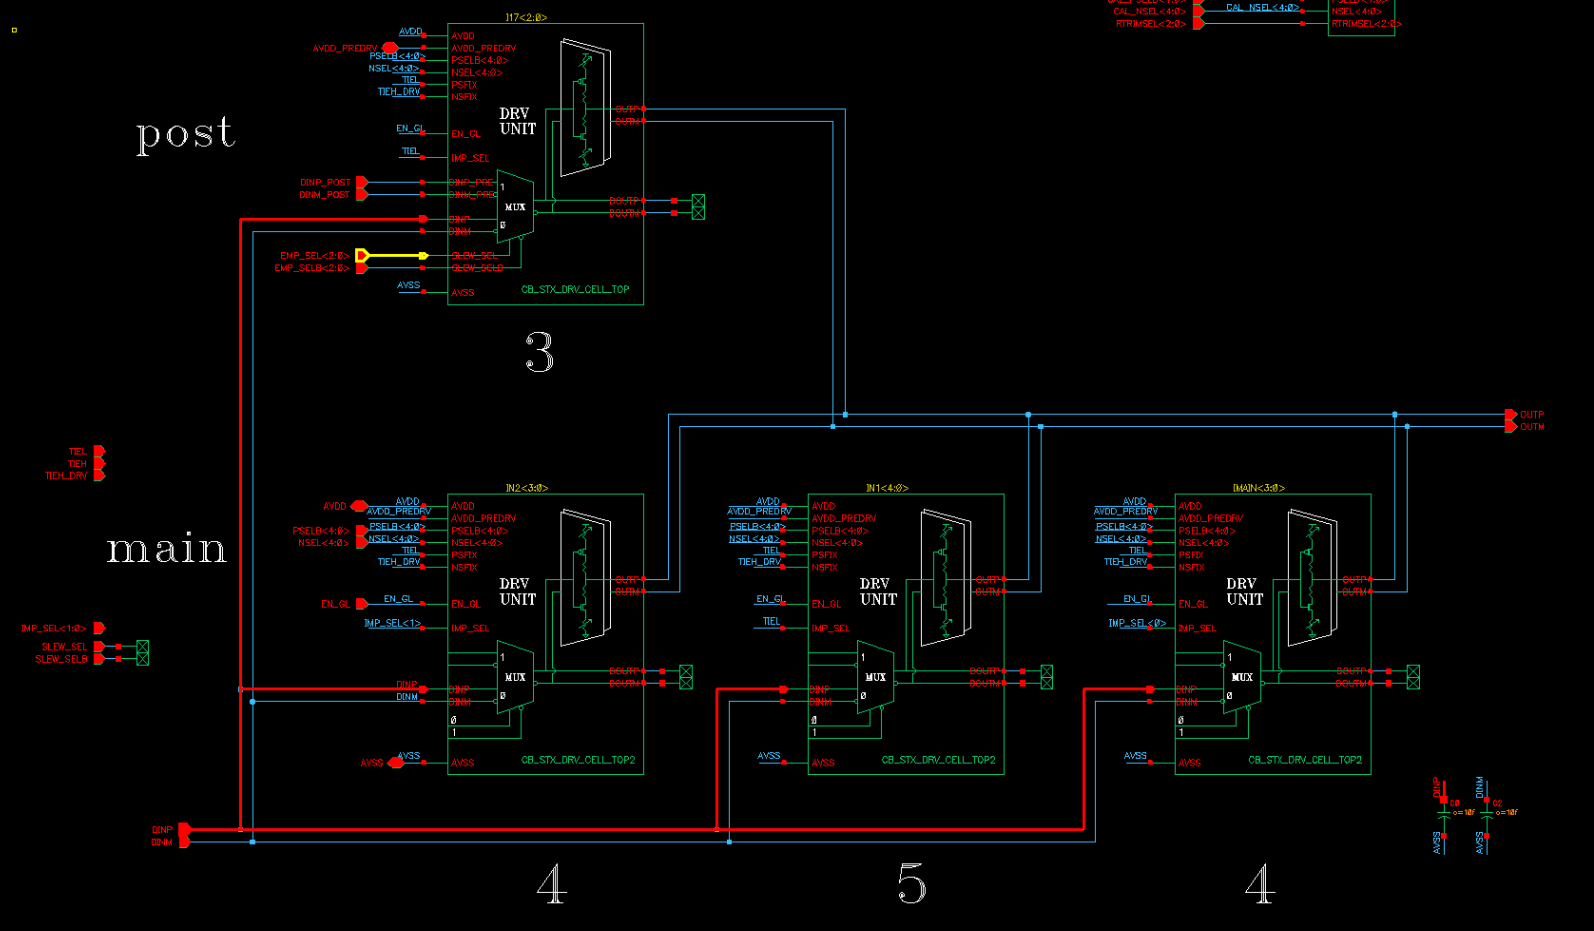 I17<2:0>
CAL_NSEL<4:0>
CAL_NSEL<4:0>
NSEL<4:0>
RTRIMSEL<2:0>
RTRIMSEL<2:0>
AVDD
AVDD
AVDD_PREDRV
AVDD_PREDRV
PSELB<4:0>
PSELB<4:0>
NSEL<4:0>
NSEL<4:0>
TIEL
PSFIX
TIEH_DRV
NSFIX
post
DRV
UNIT
OUTP
OUTM
EN_GL
EN_GL
TIEL
IMP_SEL
DINP_POST
DINP_PRE
DINM_POST
DINM_PRE
1
MUX
0
DOUTP
DOUTM
DINP
DINM
EMP_SEL<2:0>
SLEW_SEL
EMP_SELB<2:0>
SLEW_SELB
AVSS
AVSS
CB_STX_DRV_CELL_TOP
3
OUTP
OUTM
TIEL
TIEH
TIEH_DRV
main
IMP_SEL<1:0>
SLEW_SEL
SLEW_SELB
IN2<3:0>
AVDD
AVDD
AVDD
AVDD_PREDRV
AVDD_PREDRV
PSELB<4:0>
PSELB<4:0>
PSELB<4:0>
NSEL<4:0>
NSEL<4:0>
NSEL<4:0>
TIEL
PSFIX
TIEH_DRV
NSFIX
DRV
UNIT
OUTP
OUTM
EN_GL
EN_GL
EN_GL
IMP_SEL<1>
IMP_SEL
1
MUX
0
DOUTP
DOUTM
DINP
DINP
DINM
DINM
0
1
AVSS
AVSS
AVSS
CB_STX_DRV_CELL_TOP2
IN1<4:0>
AVDD
AVDD
AVDD_PREDRV
AVDD_PREDRV
PSELB<4:0>
PSELB<4:0>
NSEL<4:0>
NSEL<4:0>
TIEL
PSFIX
TIEH_DRV
NSFIX
DRV
UNIT
OUTP
OUTM
EN_GL
EN_GL
TIEL
IMP_SEL
1
MUX
0
DOUTP
DOUTM
DINP
DINM
0
1
AVSS
AVSS
CB_STX_DRV_CELL_TOP2
IMAIN<3:0>
AVDD
AVDD
AVDD_PREDRV
AVDD_PREDRV
PSELB<4:0>
PSELB<4:0>
NSEL<4:0>
NSEL<4:0>
TIEL
PSFIX
TIEH_DRV
NSFIX
DRV
UNIT
OUTP
OUTM
EN_GL
EN_GL
IMP_SEL<0>
IMP_SEL
1
MUX
0
DOUTP
DOUTM
DINP
DINM
0
1
AVSS
AVSS
CB_STX_DRV_CELL_TOP2
DINP
DINM
4
5
4
DINP
C0
c=10f
AVSS
DINM
c=10f
AVSS